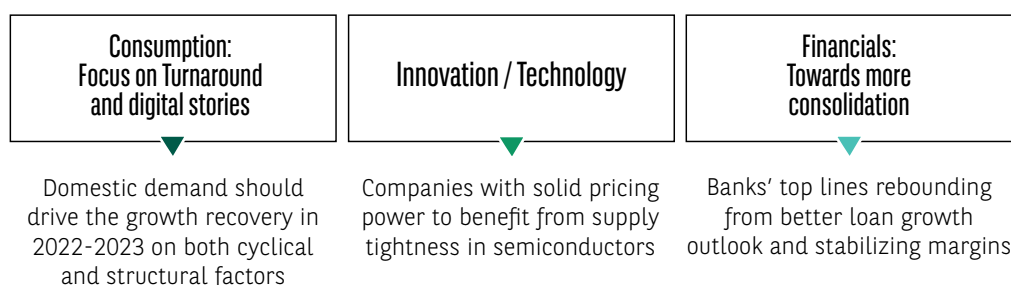 Consumption:
Focus on Turnaround
and digital stories
Domestic demand should
drive the growth recovery in
2022-2023 on both cyclical
and structural factors
Innovation / Technology
Companies with solid pricing
power to benefit from supply
tightness in semiconductors
Financials:
Towards more
consolidation
Banks' top lines rebounding
from better loan growth
outlook and stabilizing margins